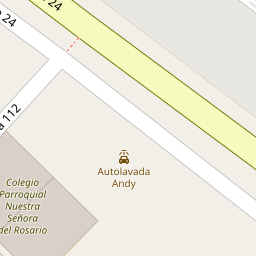 24
24
112
Autolavada
Andy
Colegio
Parroquial
Nuestra
Señora
del Rosario